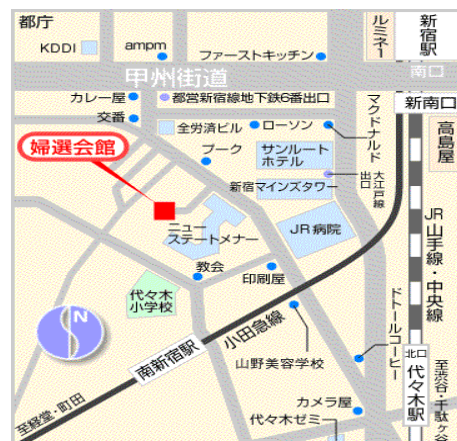 都庁
KDDI
ampm
ファーストキッチン
ルミネ1
新宿駅
甲州街道
南口
カレー屋
都営新宿線地下鉄6番出口
マクドナルド
新南口
交番
全労済ビル
ローソン
高島屋
婦選会館
プーク
サンルート
ホテル
大江戸線
出口
新宿マインズタワー
ニュー
ステートメナー
JR病院
JR山手線・中央線
教会
印刷屋
代々木
小学校
N
小田急線
ドトールコーヒー
南新宿駅
山野美容学校
北口
代々木駅
至渋谷・千駄ヶ谷
カメラ屋
至経堂・町田
代々木ゼミ